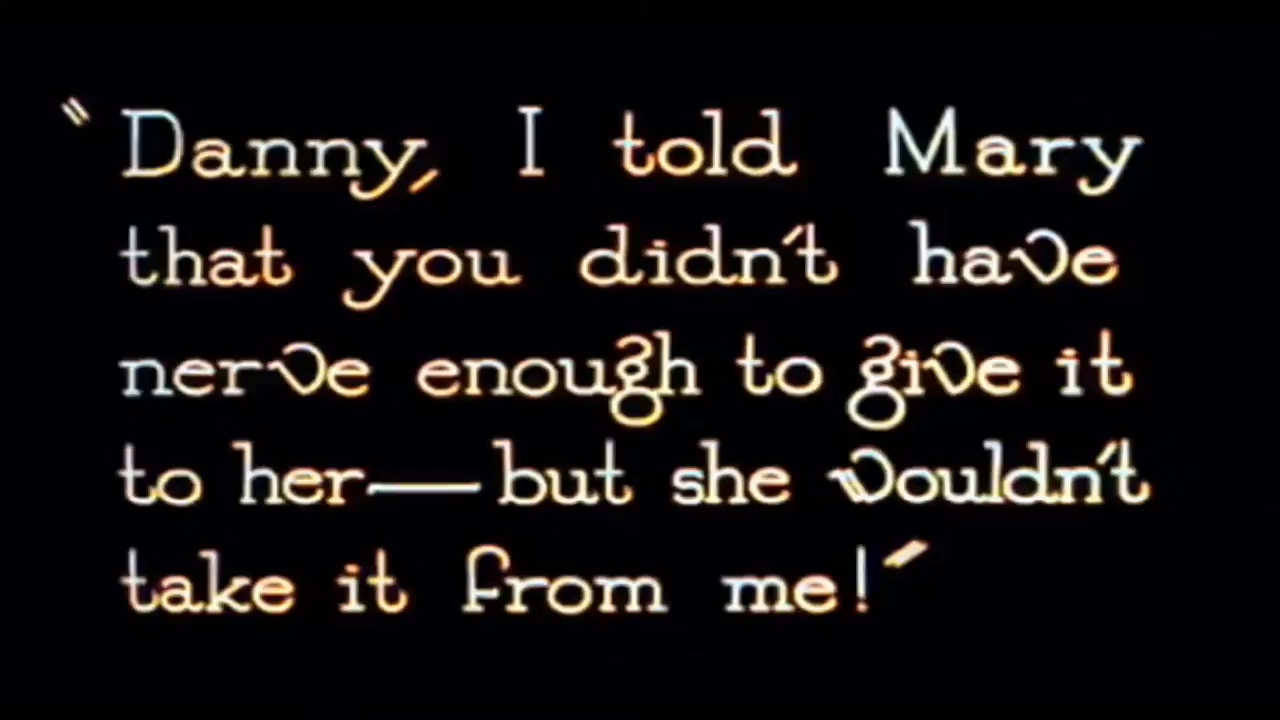 "Danny, I told Mary
that you didn't have
nerve enough to give it
to her—but she wouldn't
take it from me!"